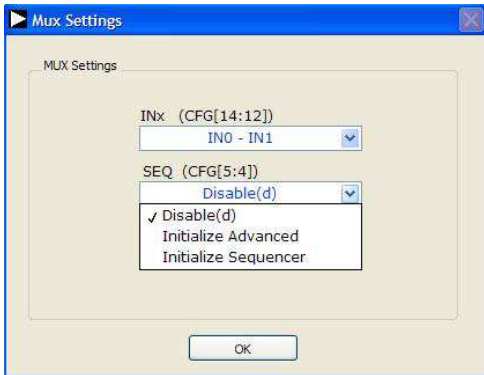 Mux Settings
MUX Settings
INx (CFG[14:12])
IN0 - IN1
SEQ (CFG[5:4])
Disable(d)
✓ Disable(d)
Initialize Advanced
Initialize Sequencer
OK